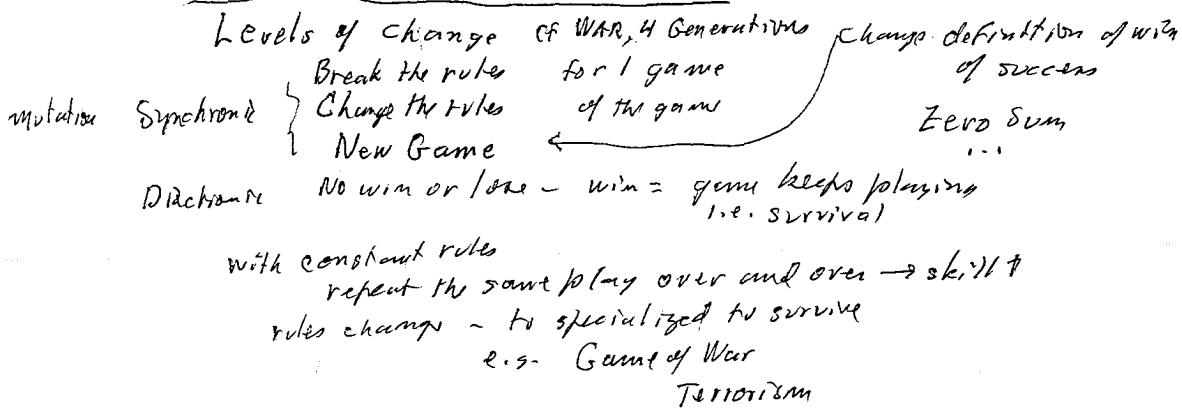 Levels of change cf WAR, 4 Generations change definition of win
Break the rules for 1 game of success
mutation Synchronic Change the rules of the game Zero Sum
New Game ...
Diachronic No win or lose - win = game keeps playing
i.e. survival
with constant rules
repeat the same play over and over → skill ↑
rules change - to specialized to survive
e.g. Game of War
Terrorism